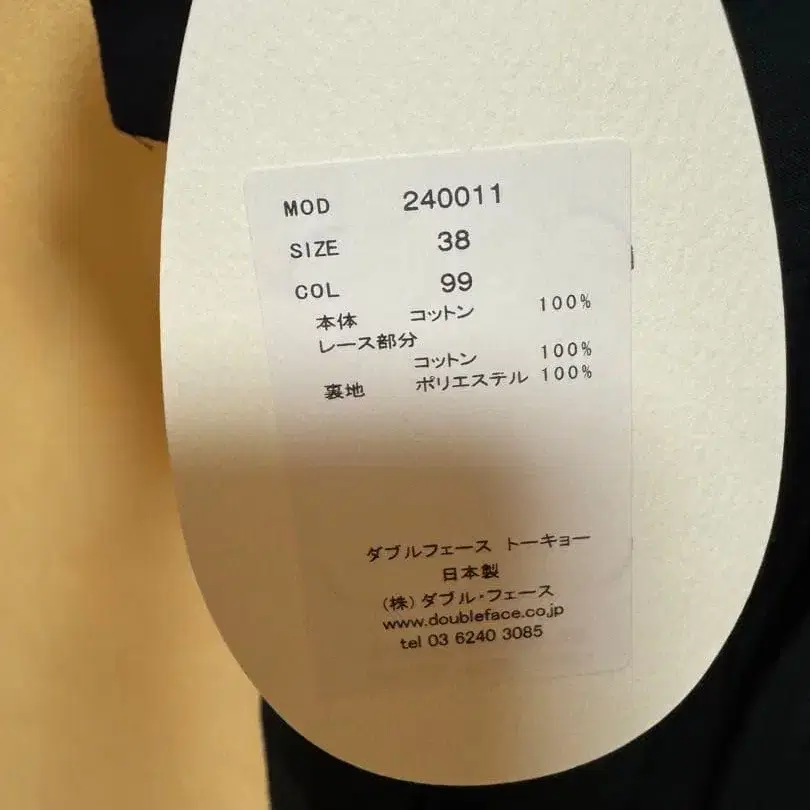 MOD 240011
SIZE 38
COL 99
本体 コットン 100%
レース部分
コットン 100%
裏地 ポリエステル 100%
ダブルフェース トーキョー
日本製
(株)ダブル・フェース
www.doubleface.co.jp
tel 03 6240 3085